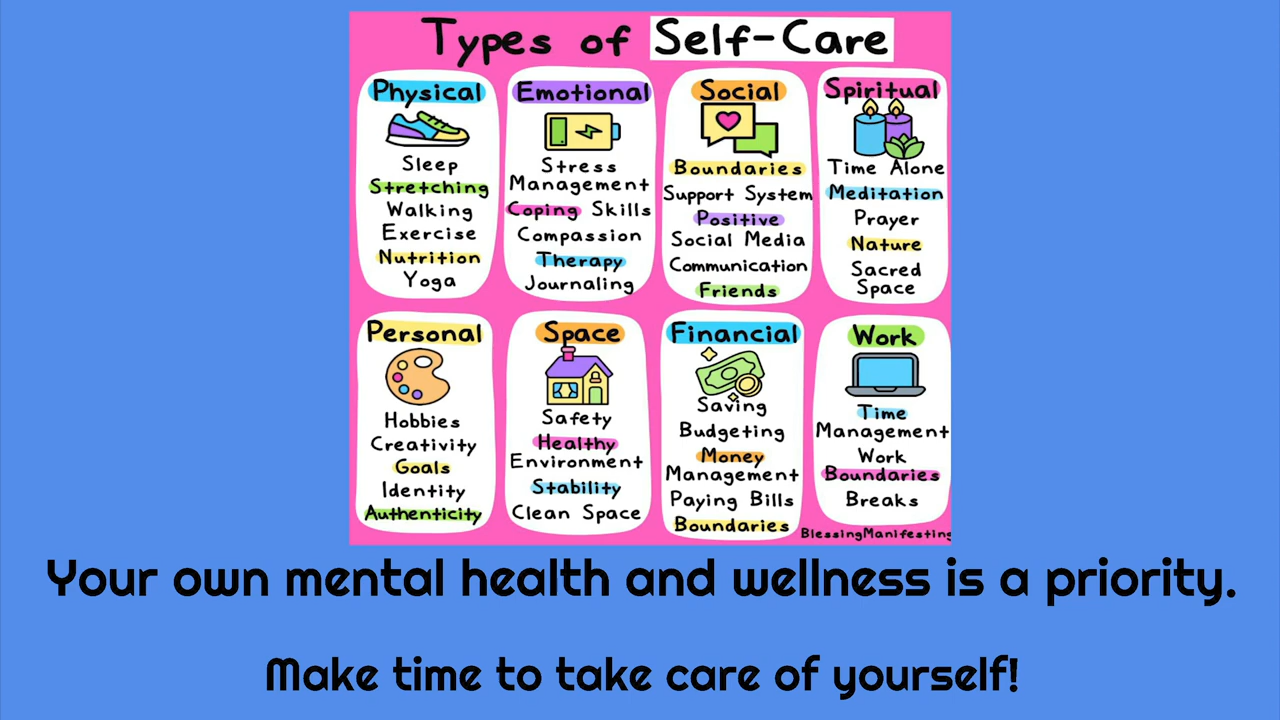 Types of Self-Care
Physical
Sleep
Stretching
Walking
Exercise
Nutrition
Yoga
Emotional
Stress
Management
Coping Skills
Compassion
Therapy
Journaling
Social
Boundaries
Support System
Positive
Social Media
Communication
Friends
Spiritual
Time Alone
Meditation
Prayer
Nature
Sacred
Space
Personal
Hobbies
Creativity
Goals
Identity
Authenticity
Space
Safety
Healthy
Environment
Stability
Clean Space
Financial
Saving
Budgeting
Money
Management
Paying Bills
Boundaries
Work
Time
Management
Work
Boundaries
Breaks
BlessingManifesting
Your own mental health and wellness is a priority.
Make time to take care of yourself!